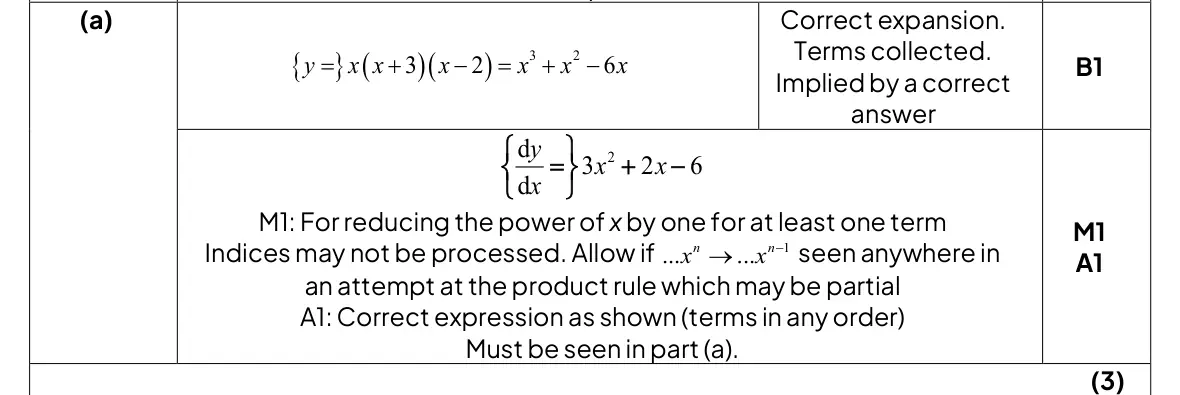 (a)
{y =} x(x + 3)(x − 2) = x³ + x² − 6x
Correct expansion.
Terms collected.
Implied by a correct
answer
B1
{dy/dx =} 3x² + 2x − 6
M1: For reducing the power of x by one for at least one term
Indices may not be processed. Allow if ...xⁿ → ...xⁿ⁻¹ seen anywhere in
an attempt at the product rule which may be partial
A1: Correct expression as shown (terms in any order)
Must be seen in part (a).
M1
A1
(3)